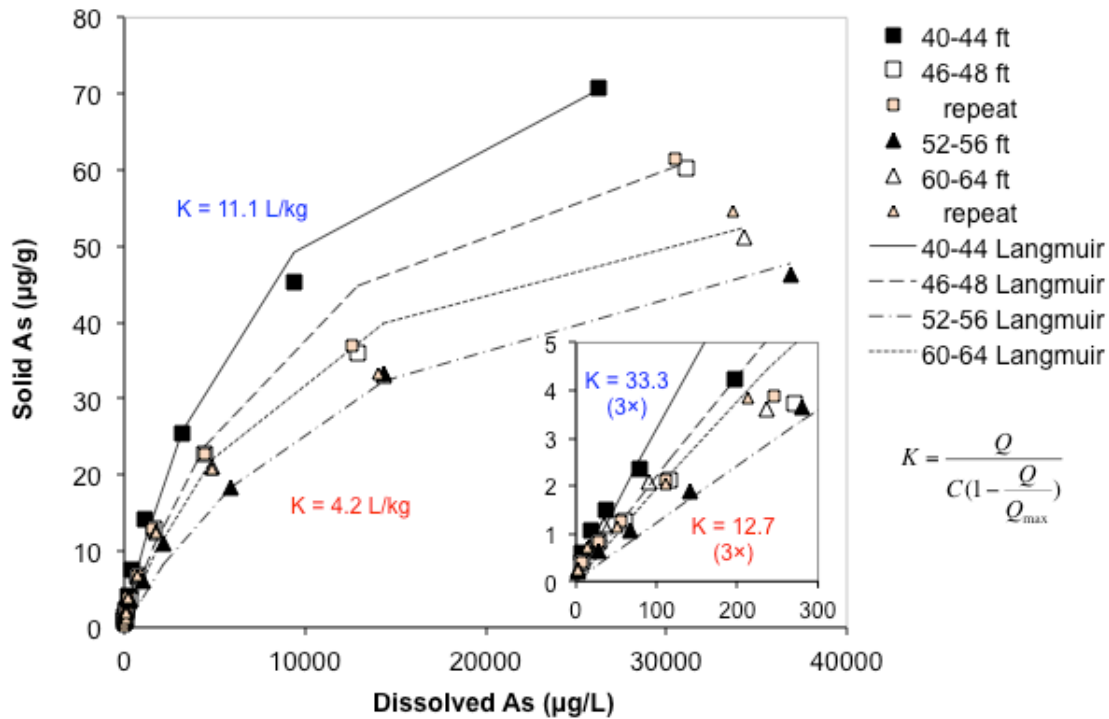 80
70
60
50
40
30
20
10
0
Solid As (µg/g)
0 10000 20000 30000 40000
Dissolved As (µg/L)
K = 11.1 L/kg
K = 4.2 L/kg
5
4
3
2
1
0
0 100 200 300
K = 33.3
(3×)
K = 12.7
(3×)
40-44 ft
46-48 ft
repeat
52-56 ft
60-64 ft
repeat
40-44 Langmuir
46-48 Langmuir
52-56 Langmuir
60-64 Langmuir
K = Q / C(1 − Q / Qmax)